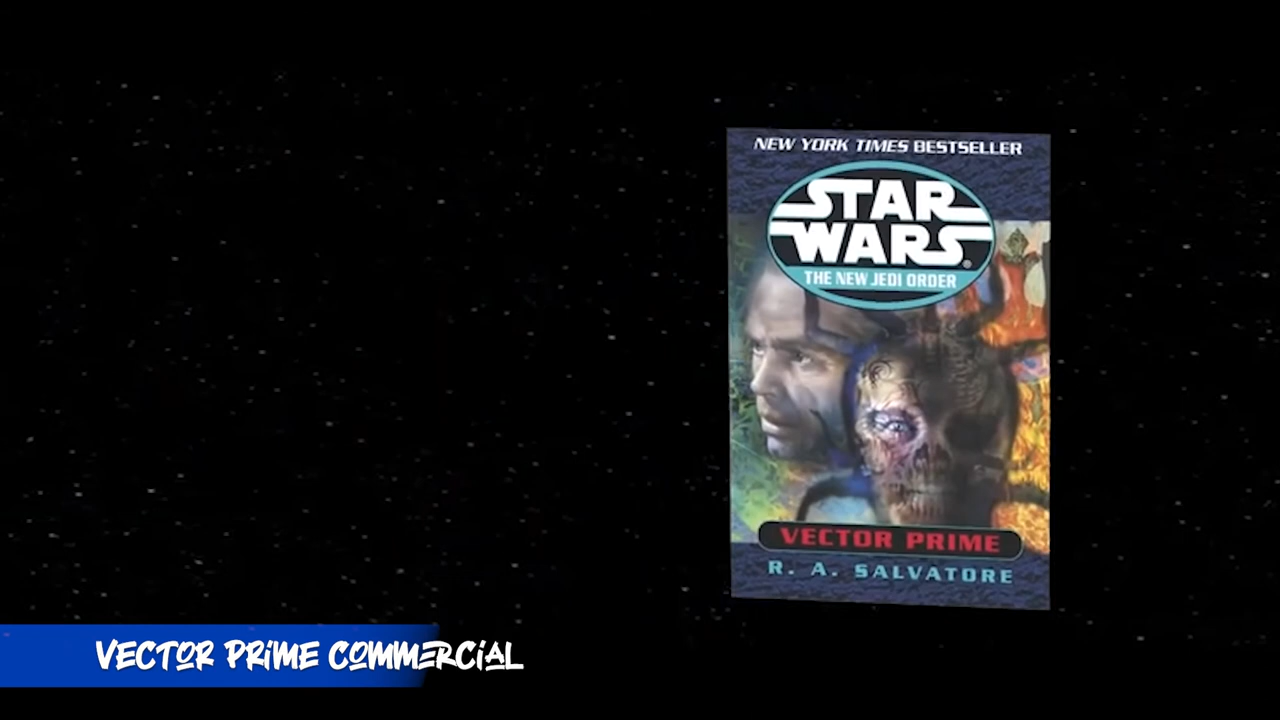 NEW YORK TIMES BESTSELLER
STAR
WARS®
THE NEW JEDI ORDER
VECTOR PRIME
R. A. SALVATORE
VECTOR PRIME COMMERCIAL